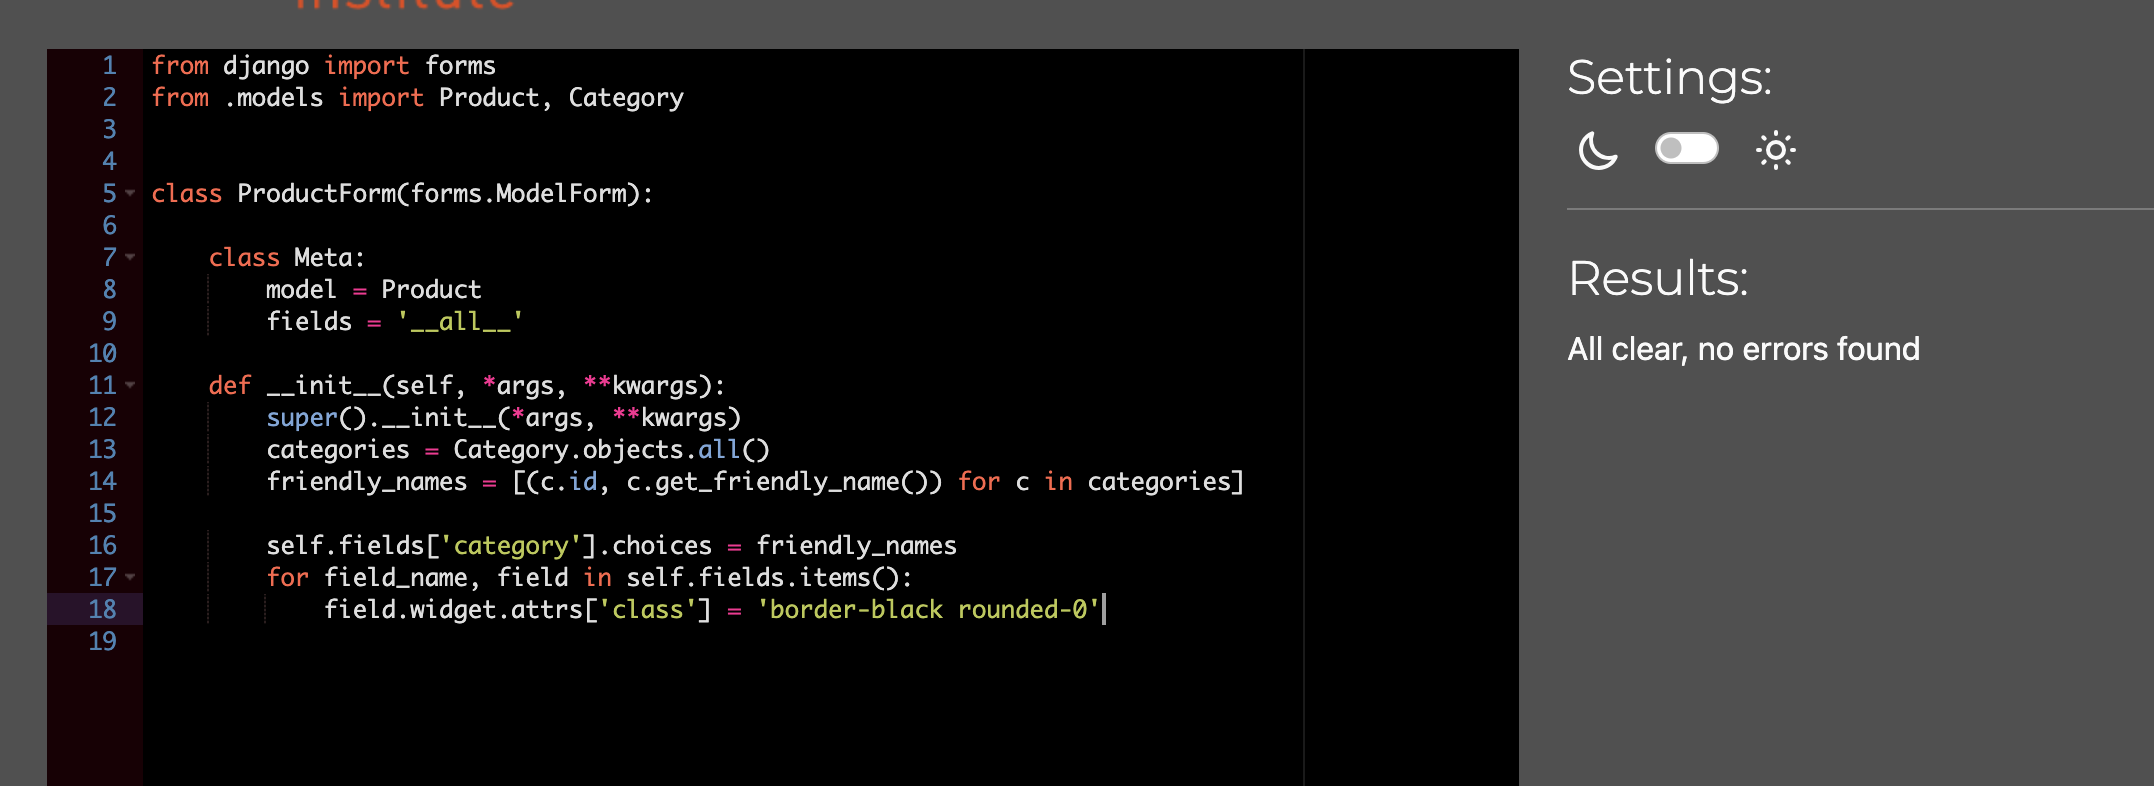 institute
1 from django import forms
2 from .models import Product, Category
3
4
5 class ProductForm(forms.ModelForm):
6
7     class Meta:
8         model = Product
9         fields = '__all__'
10
11     def __init__(self, *args, **kwargs):
12         super().__init__(*args, **kwargs)
13         categories = Category.objects.all()
14         friendly_names = [(c.id, c.get_friendly_name()) for c in categories]
15
16         self.fields['category'].choices = friendly_names
17         for field_name, field in self.fields.items():
18             field.widget.attrs['class'] = 'border-black rounded-0'
19
Settings:
Results:
All clear, no errors found